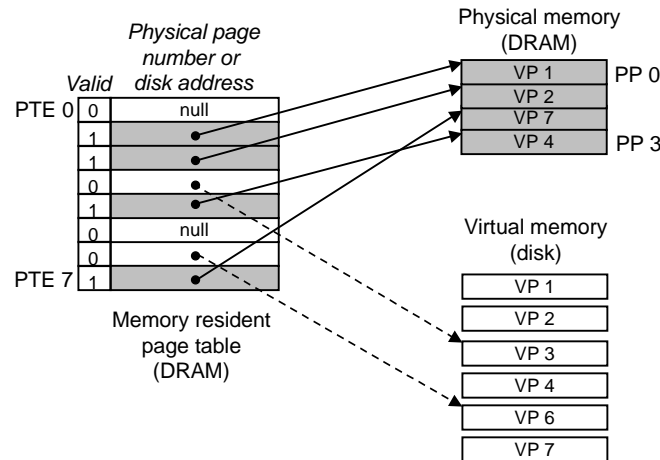 Physical page
number or
disk address
Valid
PTE 0
0
null
1
1
0
1
0
null
0
PTE 7
1
Memory resident
page table
(DRAM)
Physical memory
(DRAM)
VP 1
PP 0
VP 2
VP 7
VP 4
PP 3
Virtual memory
(disk)
VP 1
VP 2
VP 3
VP 4
VP 6
VP 7